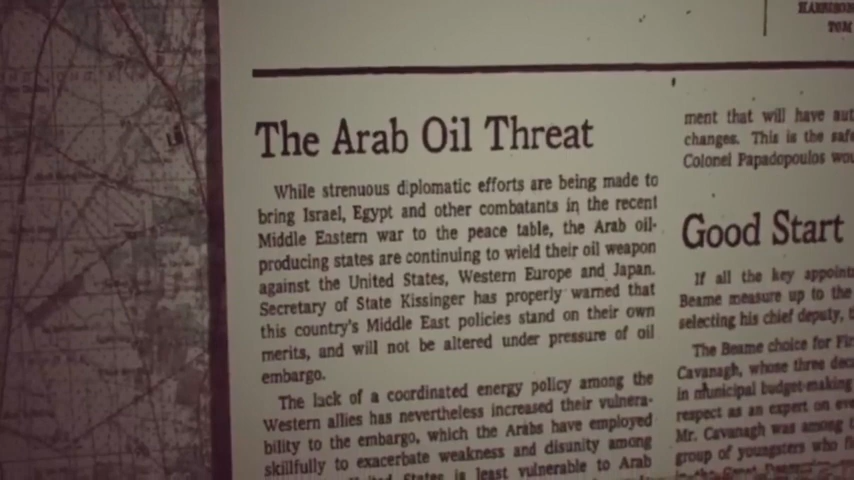 The Arab Oil Threat
While strenuous diplomatic efforts are being made to
bring Israel, Egypt and other combatants in the recent
Middle Eastern war to the peace table, the Arab oil-
producing states are continuing to wield their oil weapon
against the United States, Western Europe and Japan.
Secretary of State Kissinger has properly warned that
this country's Middle East policies stand on their own
merits, and will not be altered under pressure of oil
embargo.
The lack of a coordinated energy policy among the
Western allies has nevertheless increased their vulnera-
bility to the embargo, which the Arabs have employed
skillfully to exacerbate weakness and disunity among
States is least vulnerable to Arab
TOM
ment that will have
changes. This is the
Colonel Papadopoulos
Good Start
If all the key
Beame measure up to the
selecting his chief deputy,
The Beame choice for
Cavanagh, whose three
in municipal budget-making
respect as an expert on
Mr. Cavanagh was among
group of youngsters who